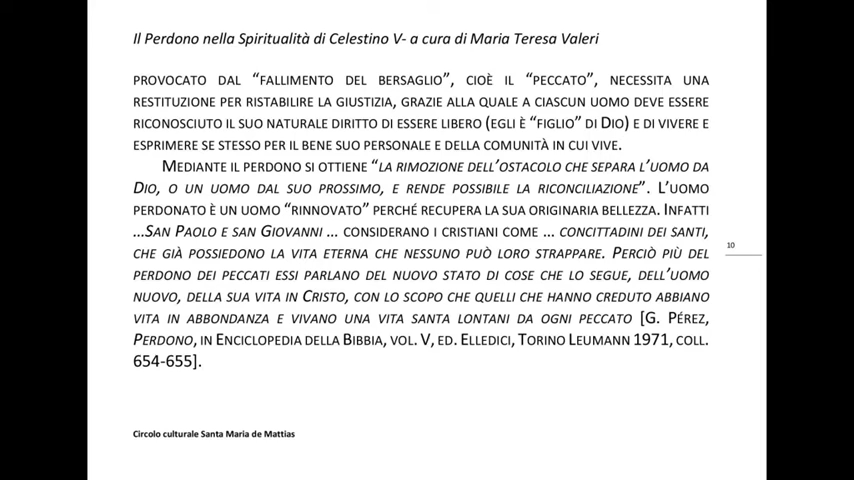 Il Perdono nella Spiritualità di Celestino V- a cura di Maria Teresa Valeri
PROVOCATO DAL “FALLIMENTO DEL BERSAGLIO”, CIOÈ IL “PECCATO”, NECESSITA UNA
RESTITUZIONE PER RISTABILIRE LA GIUSTIZIA, GRAZIE ALLA QUALE A CIASCUN UOMO DEVE ESSERE
RICONOSCIUTO IL SUO NATURALE DIRITTO DI ESSERE LIBERO (EGLI È “FIGLIO” DI DIO) E DI VIVERE E
ESPRIMERE SE STESSO PER IL BENE SUO PERSONALE E DELLA COMUNITÀ IN CUI VIVE.
MEDIANTE IL PERDONO SI OTTIENE “LA RIMOZIONE DELL’OSTACOLO CHE SEPARA L’UOMO DA
DIO, O UN UOMO DAL SUO PROSSIMO, E RENDE POSSIBILE LA RICONCILIAZIONE”. L’UOMO
PERDONATO È UN UOMO “RINNOVATO” PERCHÉ RECUPERA LA SUA ORIGINARIA BELLEZZA. INFATTI
…SAN PAOLO E SAN GIOVANNI … CONSIDERANO I CRISTIANI COME … CONCITTADINI DEI SANTI,
CHE GIÀ POSSIEDONO LA VITA ETERNA CHE NESSUNO PUÒ LORO STRAPPARE. PERCIÒ PIÙ DEL
10
PERDONO DEI PECCATI ESSI PARLANO DEL NUOVO STATO DI COSE CHE LO SEGUE, DELL’UOMO
NUOVO, DELLA SUA VITA IN CRISTO, CON LO SCOPO CHE QUELLI CHE HANNO CREDUTO ABBIANO
VITA IN ABBONDANZA E VIVANO UNA VITA SANTA LONTANI DA OGNI PECCATO [G. PÉREZ,
PERDONO, IN ENCICLOPEDIA DELLA BIBBIA, VOL. V, ED. ELLEDICI, TORINO LEUMANN 1971, COLL.
654-655].
Circolo culturale Santa Maria de Mattias